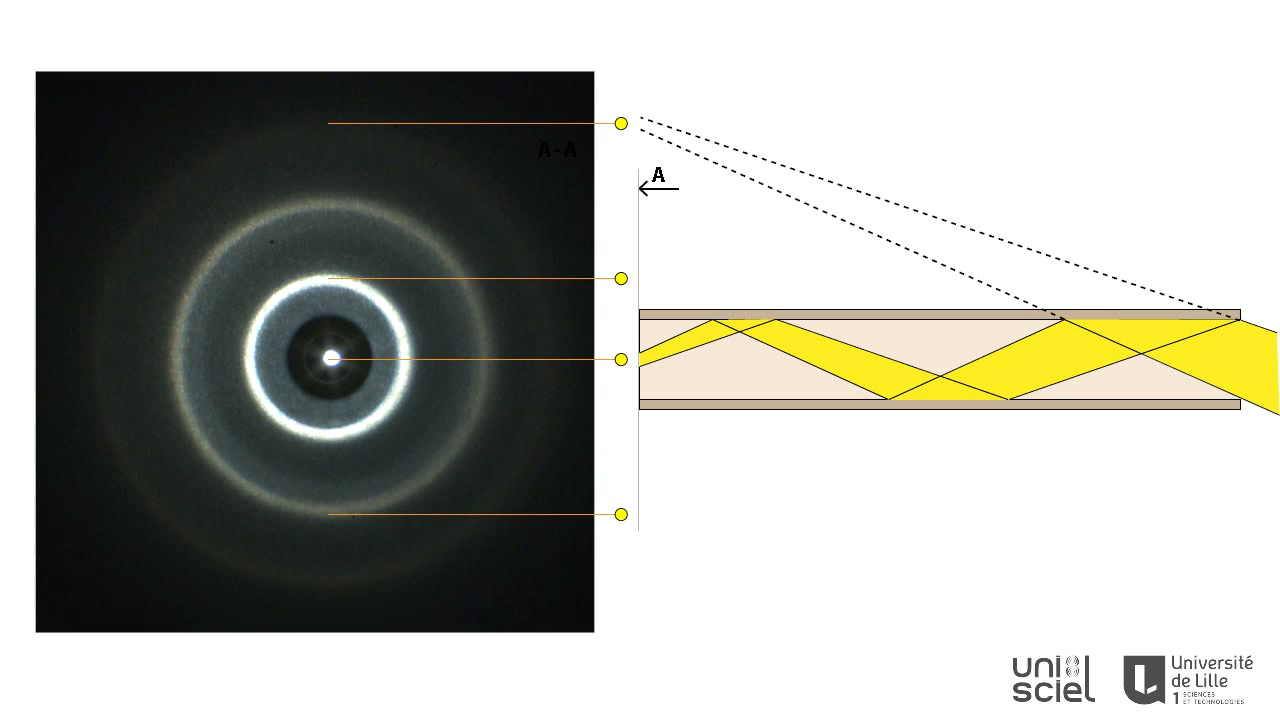 A-A
A
uni
sciel
Université
de Lille
1 SCIENCES
ET TECHNOLOGIES